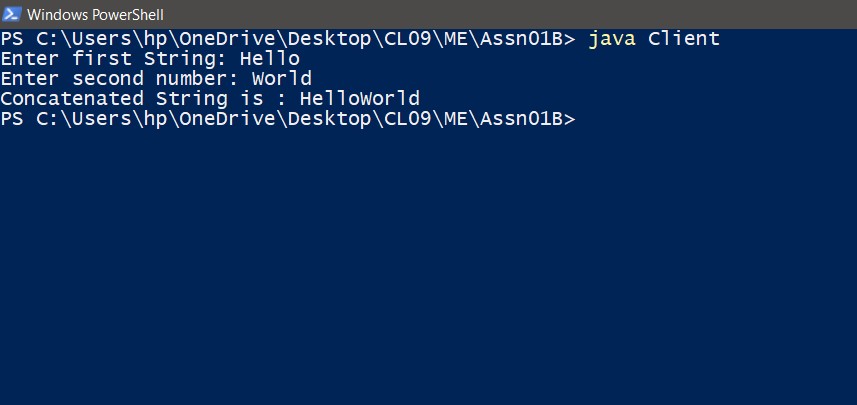 Windows PowerShell
PS C:\Users\hp\OneDrive\Desktop\CL09\ME\Assn01B> java Client
Enter first String: Hello
Enter second number: World
Concatenated String is : HelloWorld
PS C:\Users\hp\OneDrive\Desktop\CL09\ME\Assn01B>